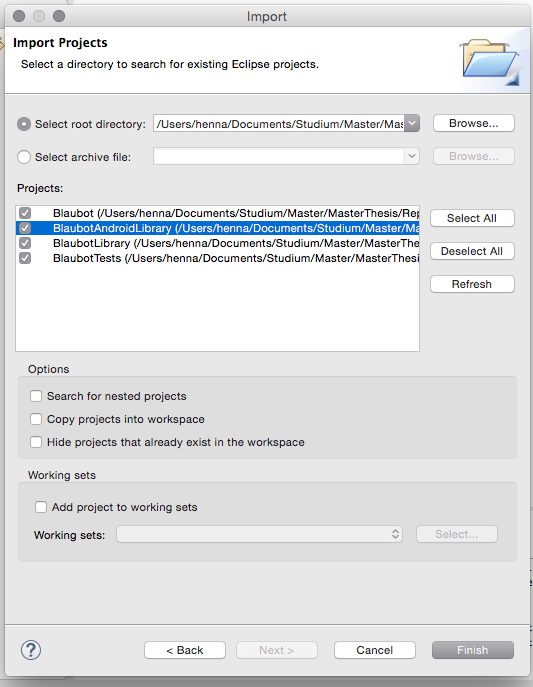 Import
Import Projects
Select a directory to search for existing Eclipse projects.
Select root directory: /Users/henna/Documents/Studium/Master/Mas Browse...
Select archive file: Browse...
Projects:
Blaubot (/Users/henna/Documents/Studium/Master/MasterThesis/Rep
BlaubotAndroidLibrary (/Users/henna/Documents/Studium/Master/Ma
BlaubotLibrary (/Users/henna/Documents/Studium/Master/MasterThe
BlaubotTests (/Users/henna/Documents/Studium/Master/MasterThesi
Select All
Deselect All
Refresh
Options
Search for nested projects
Copy projects into workspace
Hide projects that already exist in the workspace
Working sets
Add project to working sets
Working sets: Select...
? < Back Next > Cancel Finish